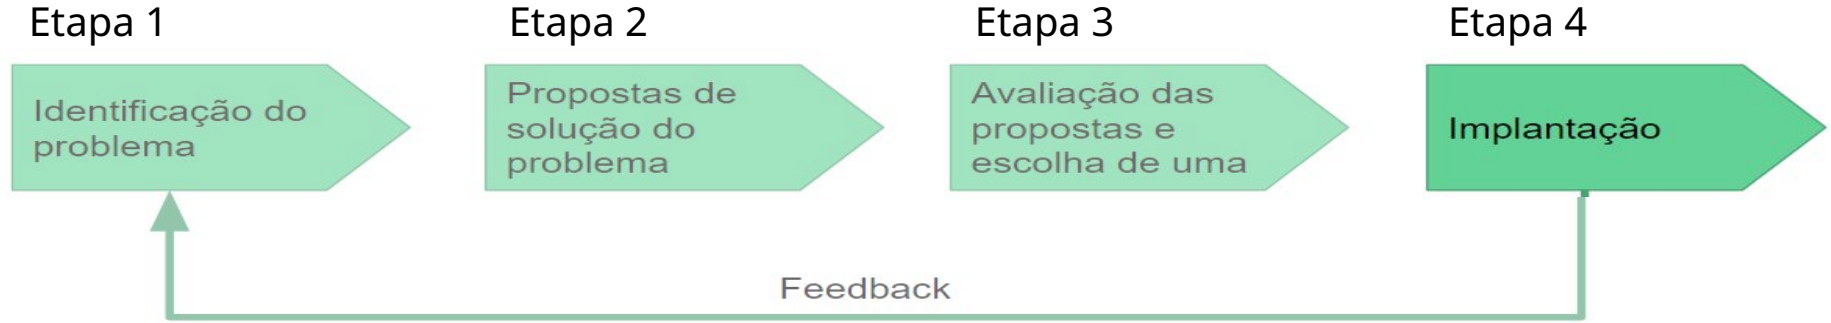 Etapa 1
Identificação do
problema
Etapa 2
Propostas de
solução do
problema
Etapa 3
Avaliação das
propostas e
escolha de uma
Etapa 4
Implantação
Feedback